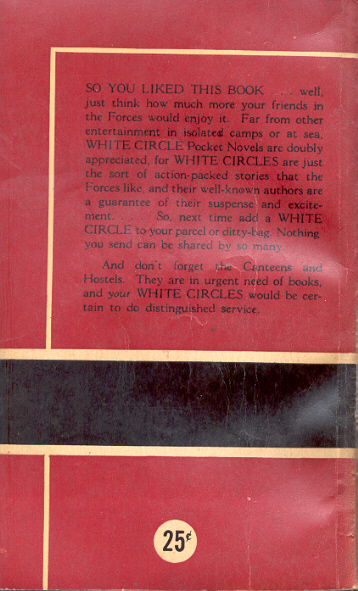 SO YOU LIKED THIS BOOK ... well,
just think how much more your friends in
the Forces would enjoy it. Far from other
entertainment in isolated camps or at sea,
WHITE CIRCLE Pocket Novels are doubly
appreciated, for WHITE CIRCLES are just
the sort of action-packed stories that the
Forces like, and their well-known authors are
a guarantee of their suspense and excite-
ment. So, next time add a WHITE
CIRCLE to your parcel or ditty-bag. Nothing
you send can be shared by so many.
And don't forget the Canteens and
Hostels. They are in urgent need of books,
and your WHITE CIRCLES would be cer-
tain to do distinguished service.
25¢